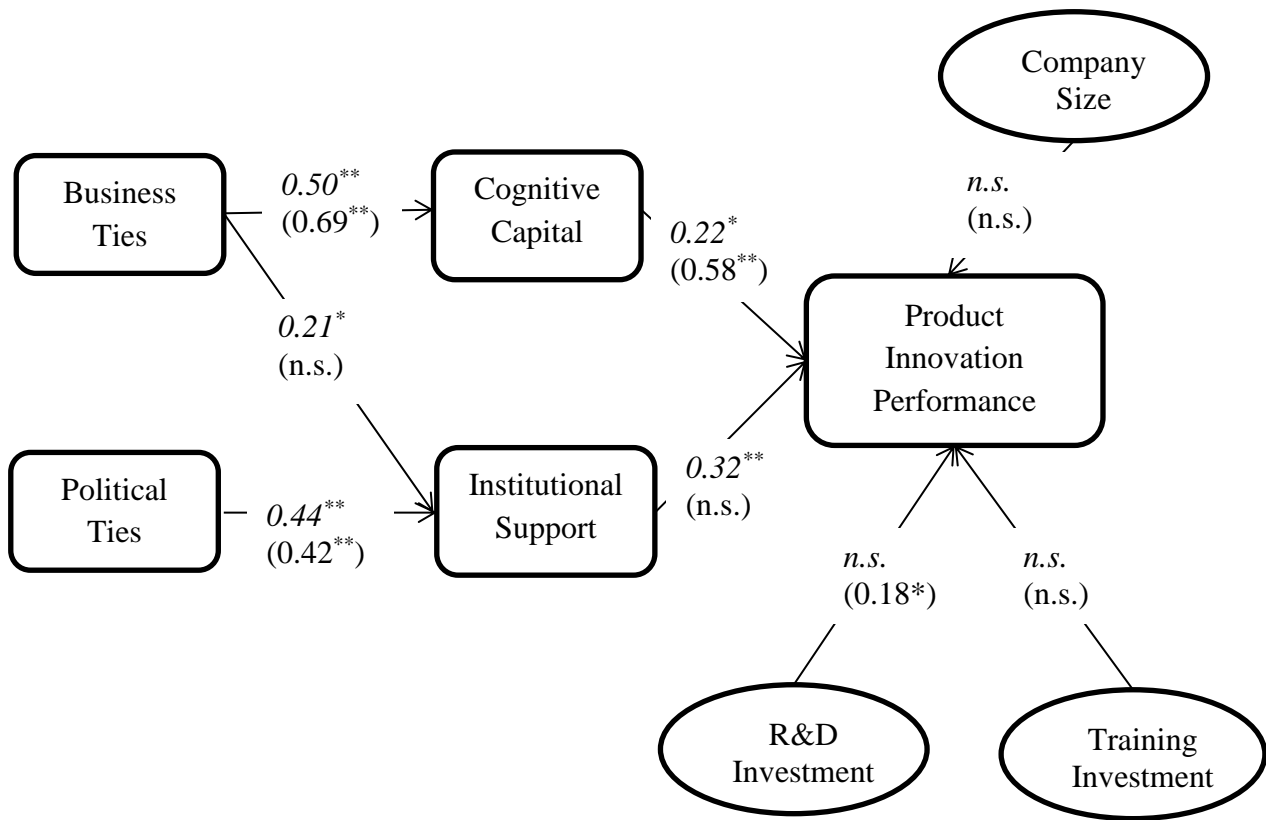 Company
Size
Business
Ties
0.50**
(0.69**)
Cognitive
Capital
n.s.
(n.s.)
0.22*
(0.58**)
0.21*
(n.s.)
Product
Innovation
Performance
Political
Ties
0.44**
(0.42**)
Institutional
Support
0.32**
(n.s.)
n.s.
(0.18*)
n.s.
(n.s.)
R&D
Investment
Training
Investment